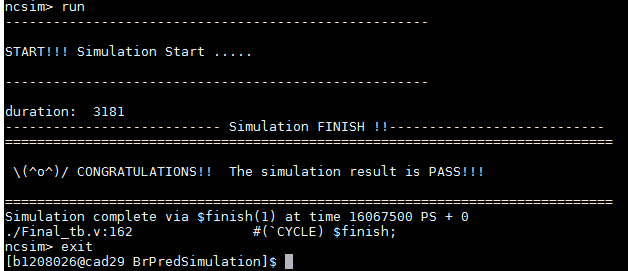 ncsim> run
-----------------------------------------------------
START!!! Simulation Start .....
-----------------------------------------------------
duration:  3181
--------------------------- Simulation FINISH !!---------------------------
============================================================================
\(^o^)/ CONGRATULATIONS!!  The simulation result is PASS!!!
============================================================================
Simulation complete via $finish(1) at time 16067500 PS + 0
./Final_tb.v:162               #(`CYCLE) $finish;
ncsim> exit
[b1208026@cad29 BrPredSimulation]$